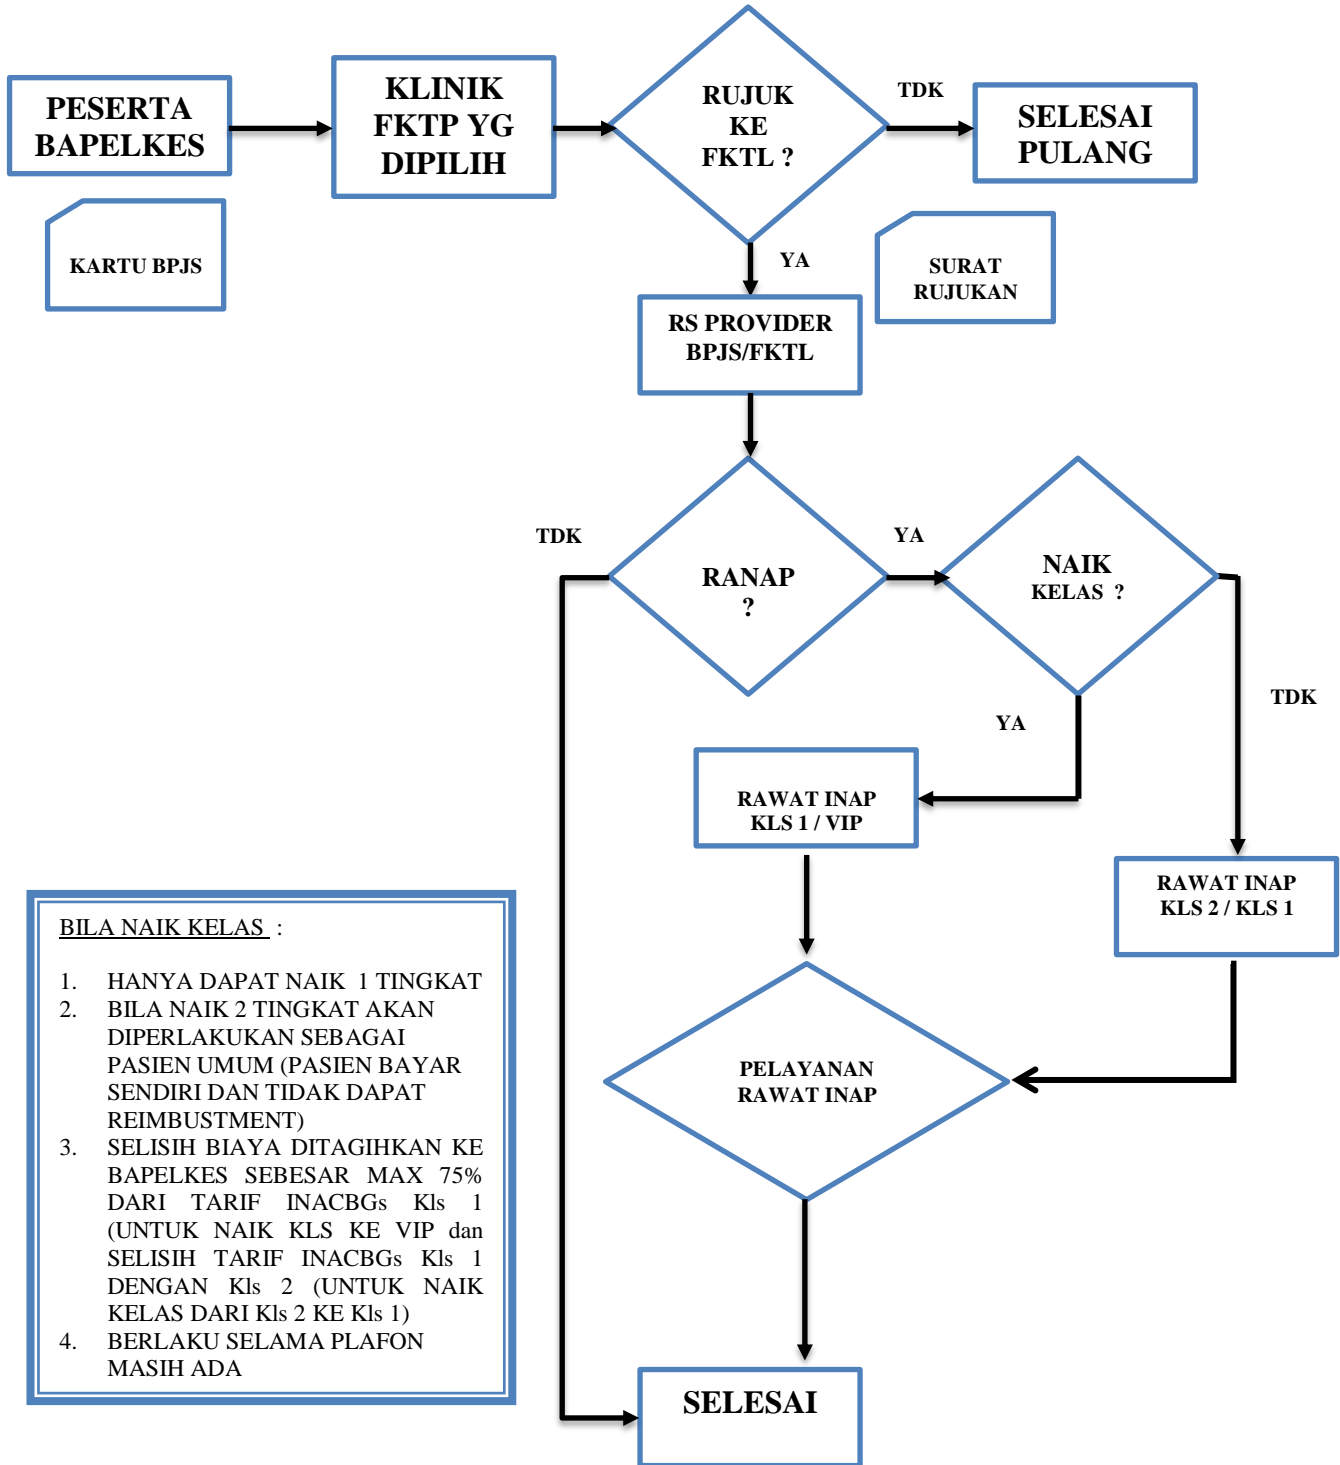 PESERTA
BAPELKES
KLINIK
FKTP YG
DIPILIH
RUJUK
KE
FKTL ?
TDK
SELESAI
PULANG
KARTU BPJS
YA
SURAT
RUJUKAN
RS PROVIDER
BPJS/FKTL
TDK
RANAP
?
YA
NAIK
KELAS ?
TDK
YA
RAWAT INAP
KLS 1 / VIP
RAWAT INAP
KLS 2 / KLS 1
BILA NAIK KELAS :
1. HANYA DAPAT NAIK 1 TINGKAT
2. BILA NAIK 2 TINGKAT AKAN
DIPERLAKUKAN SEBAGAI
PASIEN UMUM (PASIEN BAYAR
SENDIRI DAN TIDAK DAPAT
REIMBUSTMENT)
3. SELISIH BIAYA DITAGIHKAN KE
BAPELKES SEBESAR MAX 75%
DARI TARIF INACBGs Kls 1
(UNTUK NAIK KLS KE VIP dan
SELISIH TARIF INACBGs Kls 1
DENGAN Kls 2 (UNTUK NAIK
KELAS DARI Kls 2 KE Kls 1)
4. BERLAKU SELAMA PLAFON
MASIH ADA
PELAYANAN
RAWAT INAP
SELESAI